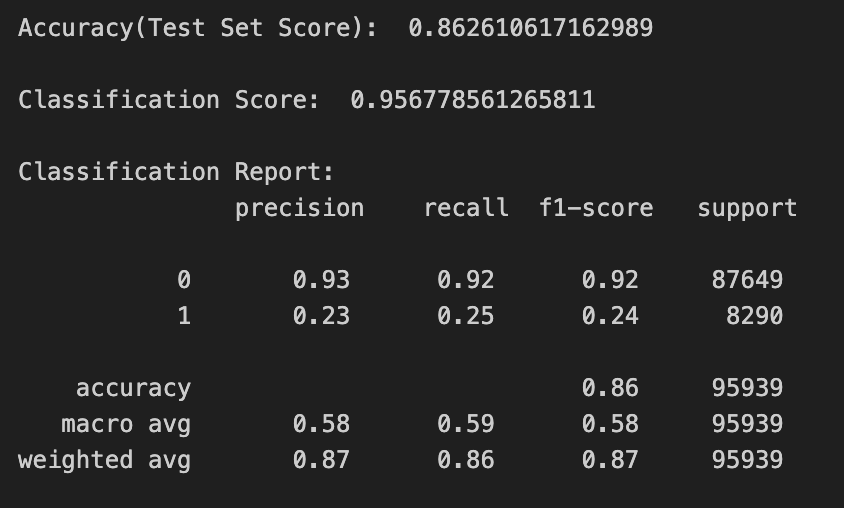 Accuracy(Test Set Score):  0.862610617162989
Classification Score:  0.956778561265811
Classification Report:
precision    recall  f1-score   support
0       0.93      0.92      0.92     87649
1       0.23      0.25      0.24      8290
accuracy                           0.86     95939
macro avg       0.58      0.59      0.58     95939
weighted avg       0.87      0.86      0.87     95939